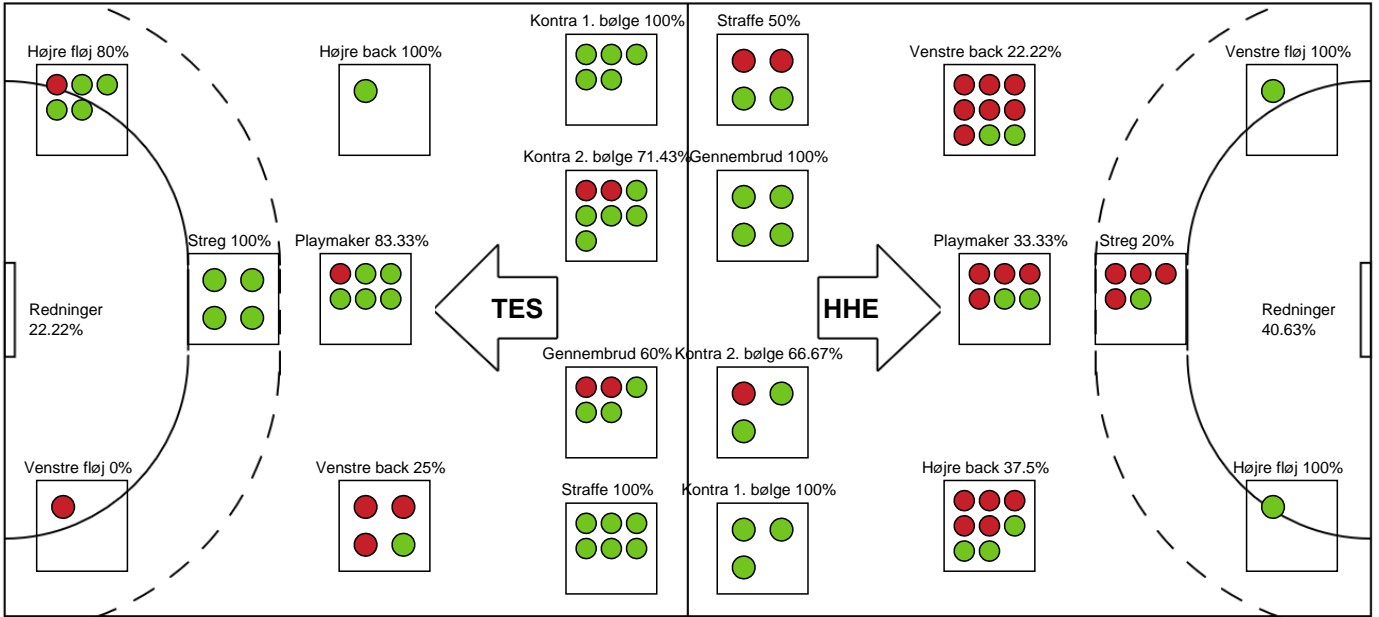 Kontra 1. bølge 100%
Straffe 50%
Højre fløj 80%
Højre back 100%
Venstre back 22.22%
Venstre fløj 100%
Kontra 2. bølge 71.43%
Gennembrud 100%
Streg 100%
Playmaker 83.33%
Playmaker 33.33%
Streg 20%
Redninger
22.22%
TES
HHE
Redninger
40.63%
Gennembrud 60%
Kontra 2. bølge 66.67%
Venstre fløj 0%
Venstre back 25%
Straffe 100%
Kontra 1. bølge 100%
Højre back 37.5%
Højre fløj 100%